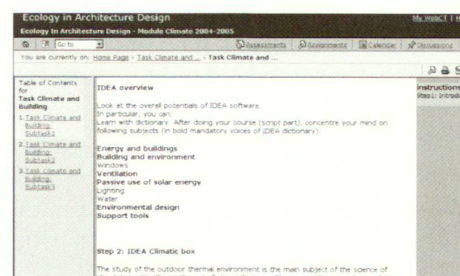 Ecology in Architecture Design
My WebCT | H
Ecology in Architecture Design - Module Climate 2004-2005
Go to
Assessments Assignments Calendar Discussions
You are currently on: Home Page › Task Climate and ... › Task Climate and ...
Table of Contents
for
Task Climate and
Building
1. Task Climate and
Building:
Subtask1
2. Task Climate and
Building:
Subtask2
3. Task Climate and
Building:
Subtask3
IDEA overview
Look at the overall potentials of IDEA software.
In particular, you can:
Learn with dictionary. After doing your course (script part), concentre your mind on
following subjects (in bold mandatory voices of IDEA dictionary):
Energy and buildings
Building and environment
Windows
Ventilation
Passive use of solar energy
Lighting
Water
Environmental design
Support tools
Step 2: IDEA Climatic box
The study of the outdoor thermal environment is the main subject of the science of
instructions
Step1: Introdu